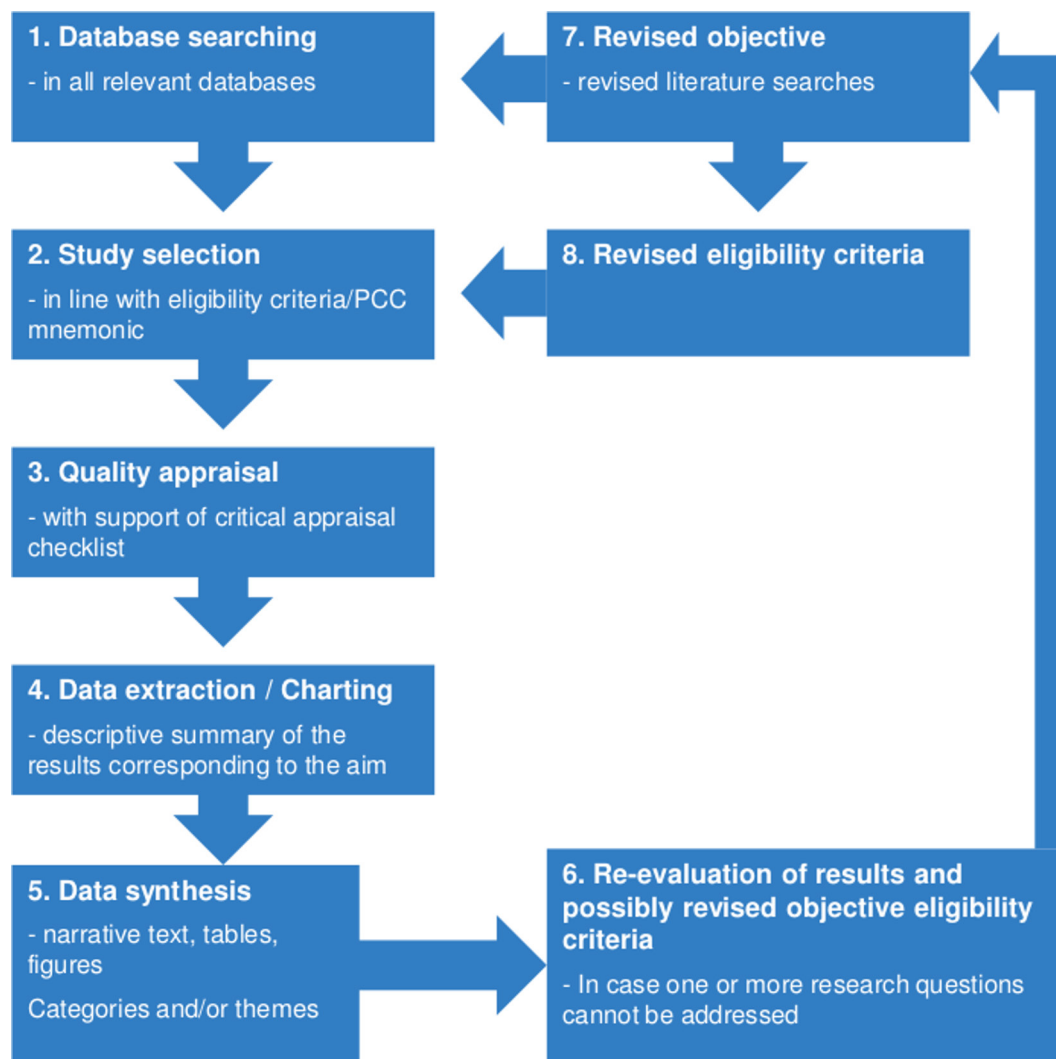 1. Database searching
- in all relevant databases
2. Study selection
- in line with eligibility criteria/PCC
mnemonic
3. Quality appraisal
- with support of critical appraisal
checklist
4. Data extraction / Charting
- descriptive summary of the
results corresponding to the aim
5. Data synthesis
- narrative text, tables,
figures
Categories and/or themes
6. Re-evaluation of results and
possibly revised objective eligibility
criteria
- In case one or more research questions
cannot be addressed
7. Revised objective
- revised literature searches
8. Revised eligibility criteria